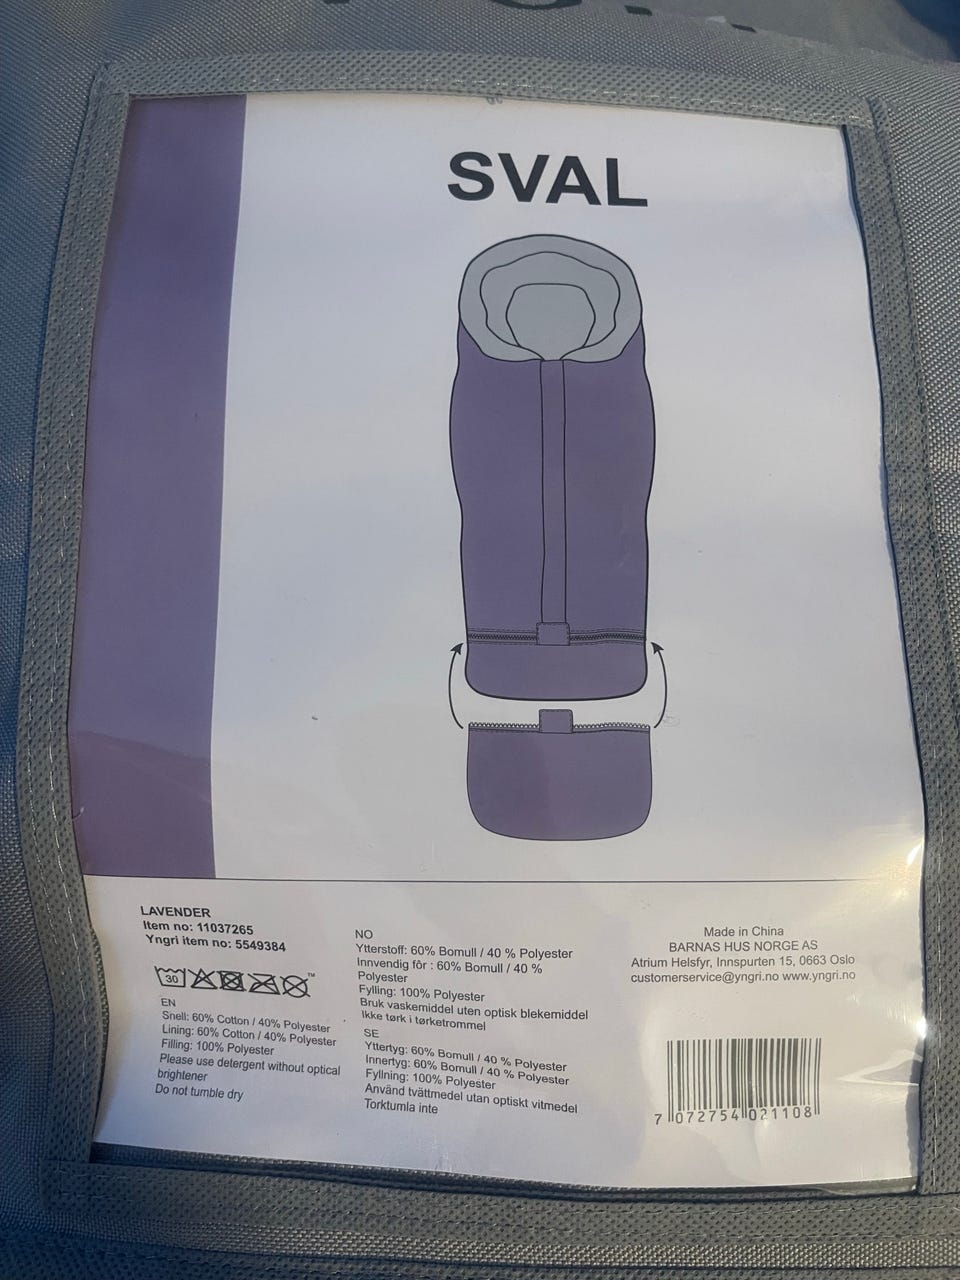 SVAL
LAVENDER
Item no: 11037265
Yngri item no: 5549384
30
™
EN
Snell: 60% Cotton / 40% Polyester
Lining: 60% Cotton / 40% Polyester
Filling: 100% Polyester
Please use detergent without optical
brightener
Do not tumble dry
NO
Ytterstoff: 60% Bomull / 40 % Polyester
Innvendig fôr : 60% Bomull / 40 %
Polyester
Fylling: 100% Polyester
Bruk vaskemiddel uten optisk blekemiddel
Ikke tørk i tørketrommel
SE
Yttertyg: 60% Bomull / 40 % Polyester
Innertyg: 60% Bomull / 40 % Polyester
Fyllning: 100% Polyester
Använd tvättmedel utan optiskt vitmedel
Torktumla inte
Made in China
BARNAS HUS NORGE AS
Atrium Helsfyr, Innspurten 15, 0663 Oslo
customerservice@yngri.no www.yngri.no
7 072754 021108